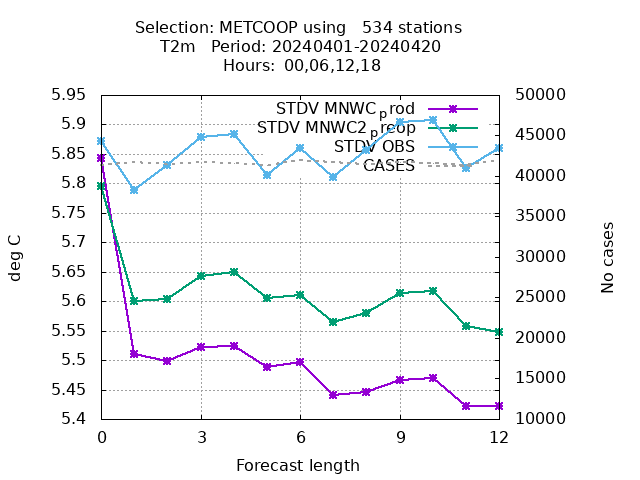 Selection: METCOOP using   534 stations
T2m   Period: 20240401-20240420
Hours:  00,06,12,18
STDV MNWC_prod
STDV MNWC2_preop
STDV OBS
CASES
5.95
5.9
5.85
5.8
5.75
5.7
5.65
5.6
5.55
5.5
5.45
5.4
50000
45000
40000
35000
30000
25000
20000
15000
10000
deg C
No cases
0 3 6 9 12
Forecast length